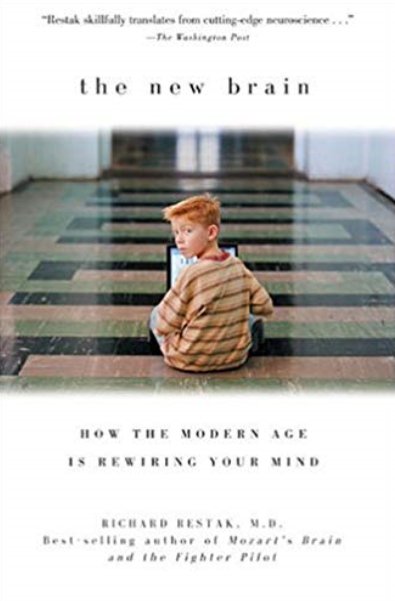 "Restak skillfully translates from cutting-edge neuroscience . . ."
—The Washington Post
the new brain
HOW THE MODERN AGE
IS REWIRING YOUR MIND
RICHARD RESTAK, M.D.
Best-selling author of Mozart's Brain
and the Fighter Pilot